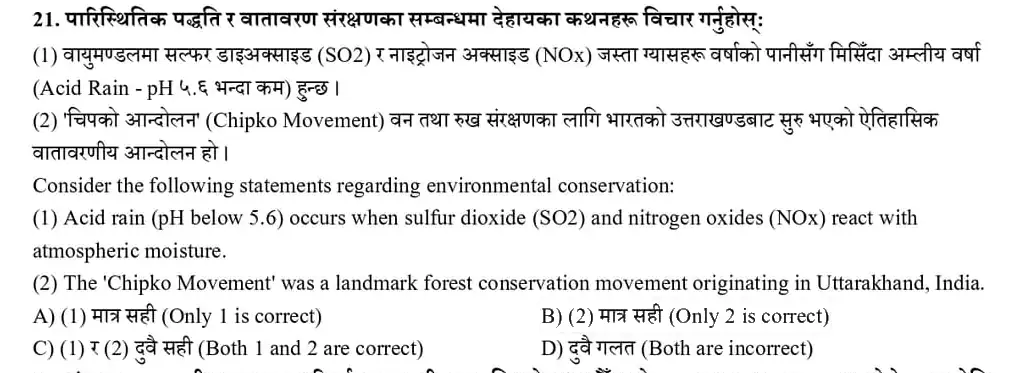 21. पारिस्थितिक पद्धति र वातावरण संरक्षणका सम्बन्धमा देहायका कथनहरू विचार गर्नुहोस्:
(1) वायुमण्डलमा सल्फर डाइअक्साइड (SO2) र नाइट्रोजन अक्साइड (NOx) जस्ता ग्यासहरू वर्षाको पानीसँग मिसिँदा अम्लीय वर्षा
(Acid Rain - pH ५.६ भन्दा कम) हुन्छ ।
(2) 'चिपको आन्दोलन' (Chipko Movement) वन तथा रुख संरक्षणका लागि भारतको उत्तराखण्डबाट सुरु भएको ऐतिहासिक
वातावरणीय आन्दोलन हो ।
Consider the following statements regarding environmental conservation:
(1) Acid rain (pH below 5.6) occurs when sulfur dioxide (SO2) and nitrogen oxides (NOx) react with
atmospheric moisture.
(2) The 'Chipko Movement' was a landmark forest conservation movement originating in Uttarakhand, India.
A) (1) मात्र सही (Only 1 is correct) B) (2) मात्र सही (Only 2 is correct)
C) (1) र (2) दुवै सही (Both 1 and 2 are correct) D) दुवै गलत (Both are incorrect)